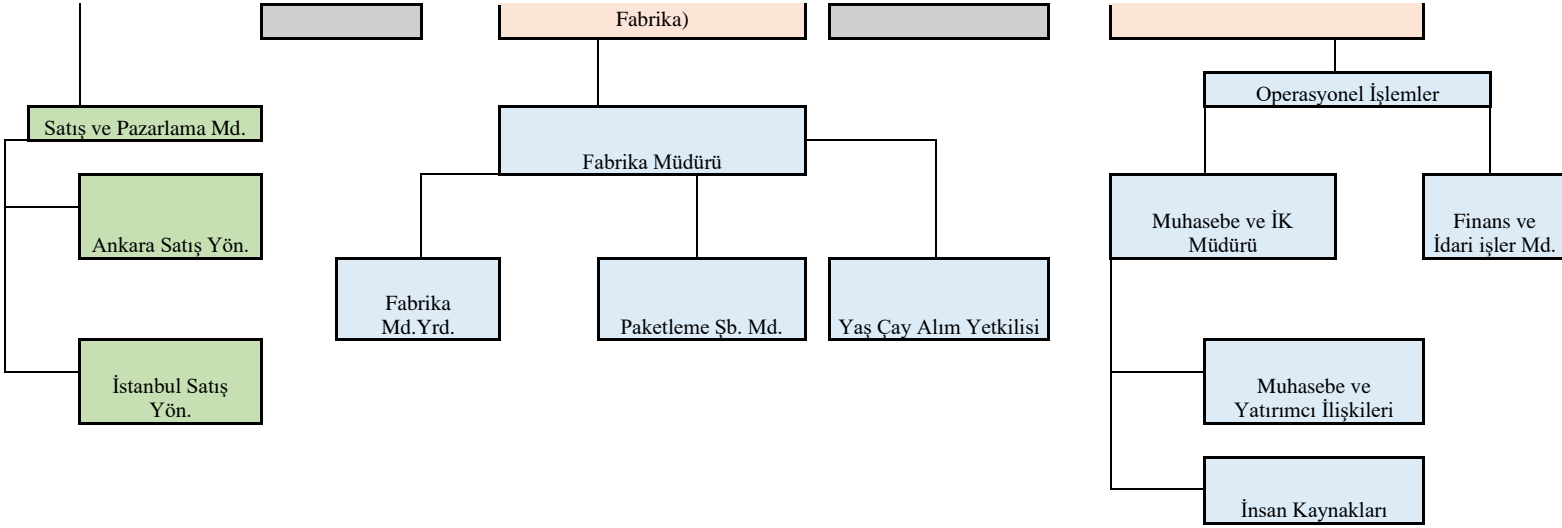 Fabrika)
Operasyonel İşlemler
Satış ve Pazarlama Md.
Fabrika Müdürü
Ankara Satış Yön.
Muhasebe ve İK
Müdürü
Finans ve
İdari işler Md.
Fabrika
Md.Yrd.
Paketleme Şb. Md.
Yaş Çay Alım Yetkilisi
İstanbul Satış
Yön.
Muhasebe ve
Yatırımcı İlişkileri
İnsan Kaynakları